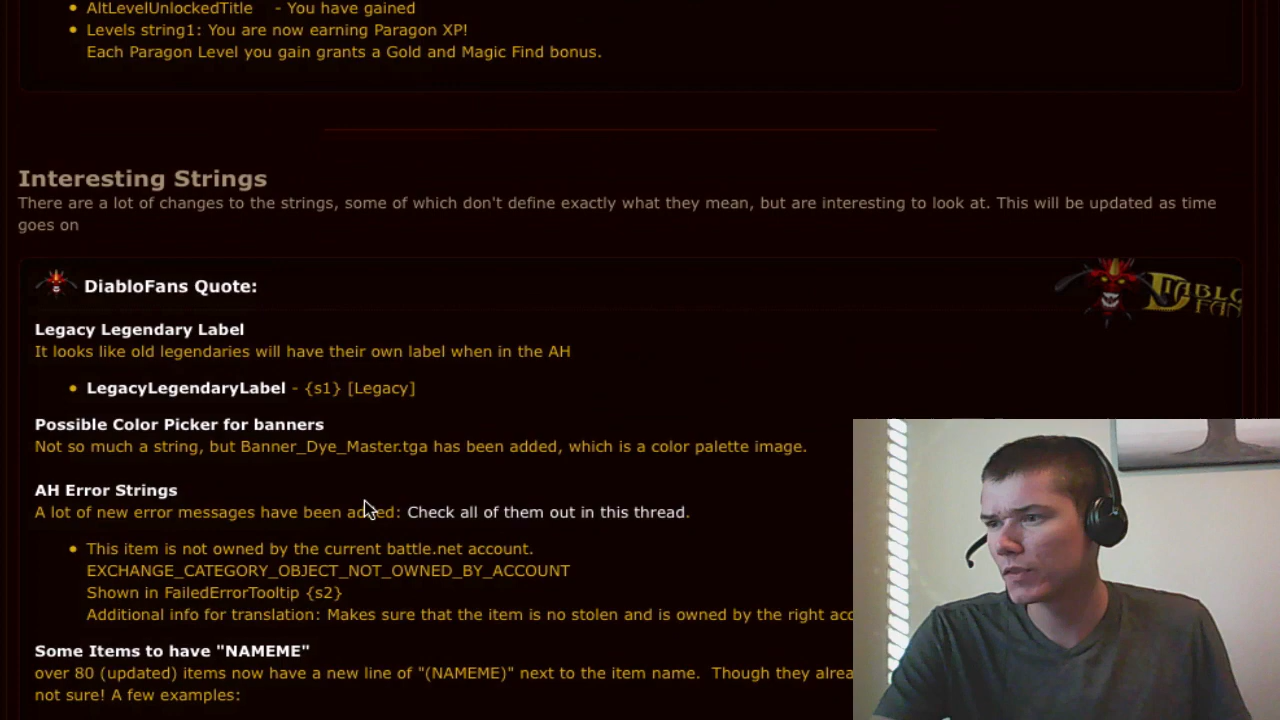 AltLevelUnlockedTitle - You have gained
Levels string1: You are now earning Paragon XP!
Each Paragon Level you gain grants a Gold and Magic Find bonus.
Interesting Strings
There are a lot of changes to the strings, some of which don't define exactly what they mean, but are interesting to look at. This will be updated as time
goes on
DiabloFans Quote:
DIABLO
FAN
Legacy Legendary Label
It looks like old legendaries will have their own label when in the AH
LegacyLegendaryLabel - {s1} [Legacy]
Possible Color Picker for banners
Not so much a string, but Banner_Dye_Master.tga has been added, which is a color palette image.
AH Error Strings
A lot of new error messages have been added: Check all of them out in this thread.
This item is not owned by the current battle.net account.
EXCHANGE_CATEGORY_OBJECT_NOT_OWNED_BY_ACCOUNT
Shown in FailedErrorTooltip {s2}
Additional info for translation: Makes sure that the item is no stolen and is owned by the right acc
Some Items to have "NAMEME"
over 80 (updated) items now have a new line of "(NAMEME)" next to the item name. Though they alrea
not sure! A few examples: